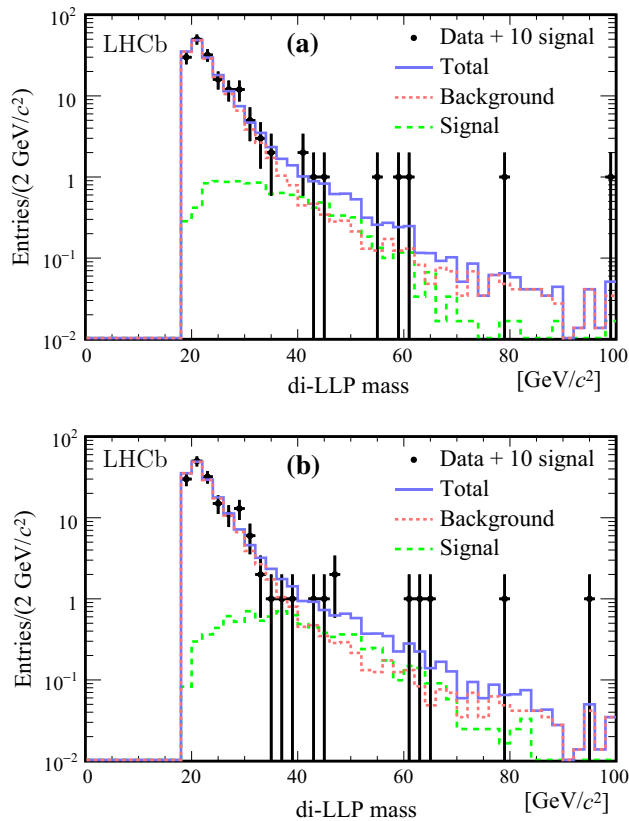 LHCb
(a)
Data + 10 signal
Total
Background
Signal
Entries/(2 GeV/c²)
10²
10
1
10⁻¹
10⁻²
0 20 40 60 80 100
di-LLP mass [GeV/c²]
LHCb
(b)
Data + 10 signal
Total
Background
Signal
Entries/(2 GeV/c²)
10²
10
1
10⁻¹
10⁻²
0 20 40 60 80 100
di-LLP mass [GeV/c²]